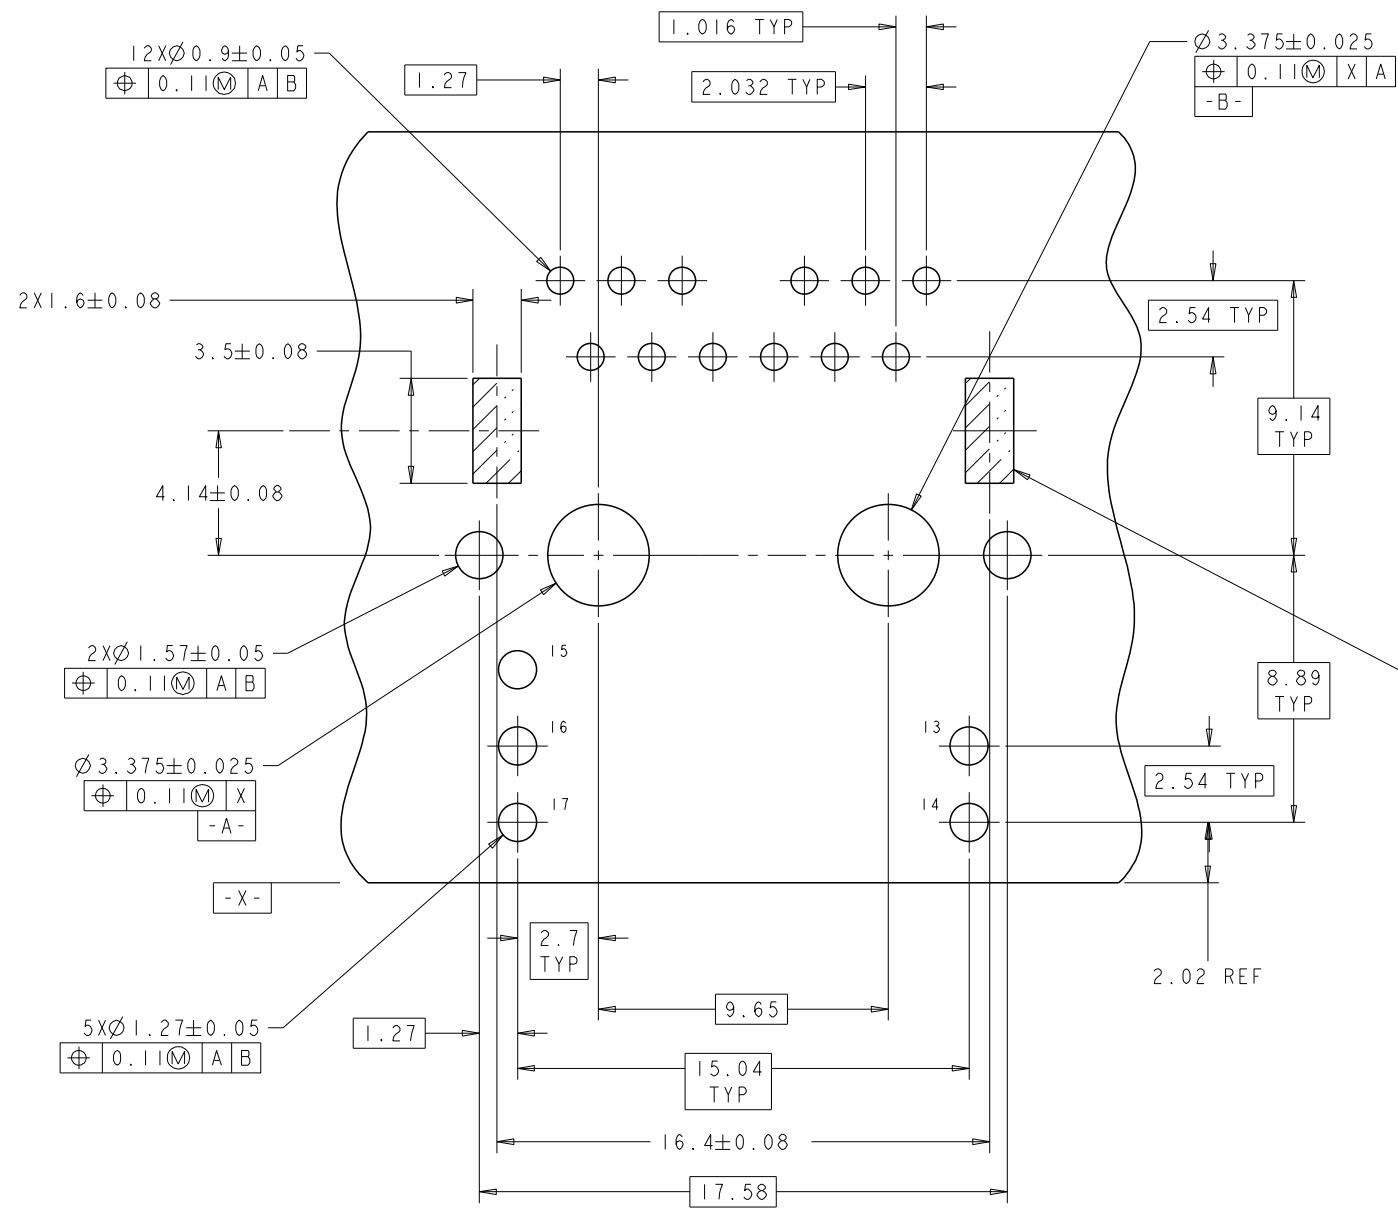 1.016 TYP
12XØ0.9±0.05
⌖ 0.11Ⓜ A B
1.27
2.032 TYP
Ø3.375±0.025
⌖ 0.11Ⓜ X A
-B-
2X1.6±0.08
2.54 TYP
3.5±0.08
9.14
TYP
4.14±0.08
2XØ1.57±0.05
⌖ 0.11Ⓜ A B
15
8.89
TYP
16
13
Ø3.375±0.025
⌖ 0.11Ⓜ X
-A-
2.54 TYP
17
14
-X-
2.7
TYP
2.02 REF
9.65
5XØ1.27±0.05
⌖ 0.11Ⓜ A B
1.27
15.04
TYP
16.4±0.08
17.58